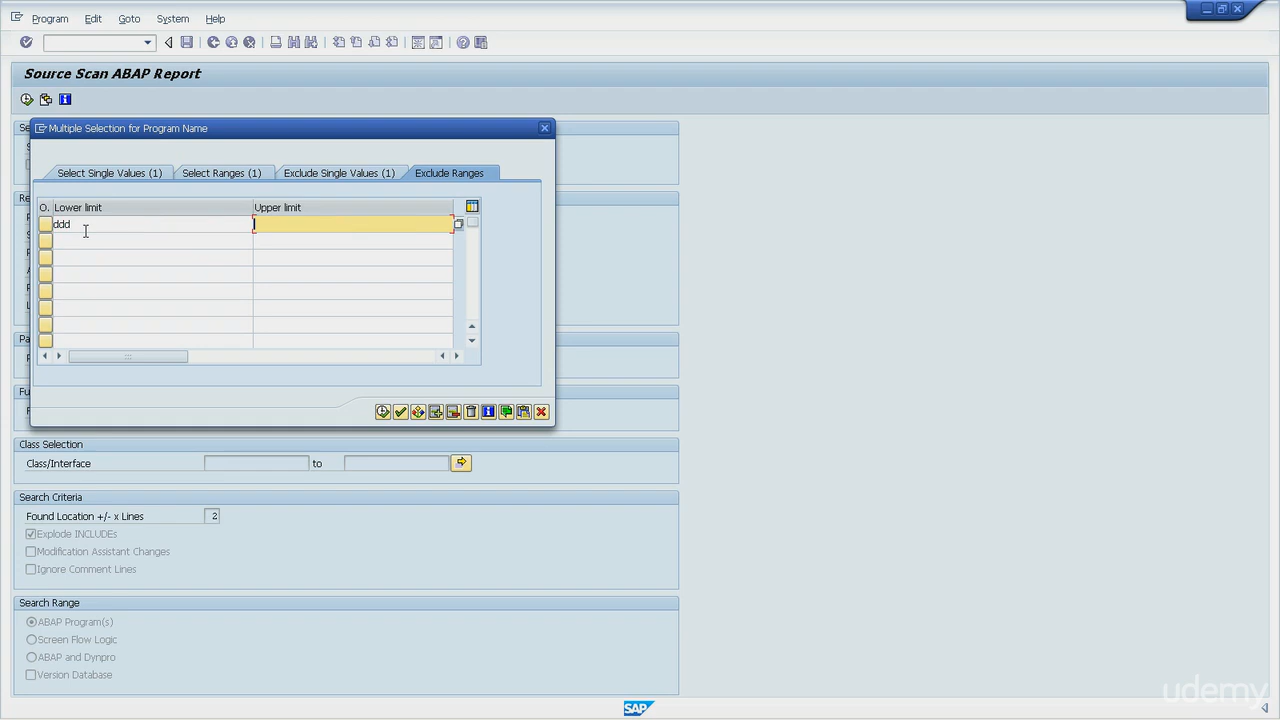 Program Edit Goto System Help
Source Scan ABAP Report
Multiple Selection for Program Name
Select Single Values (1) Select Ranges (1) Exclude Single Values (1) Exclude Ranges
O. Lower limit Upper limit
ddd
Class Selection
Class/Interface to
Search Criteria
Found Location +/- x Lines 2
Explode INCLUDEs
Modification Assistant Changes
Ignore Comment Lines
Search Range
ABAP Program(s)
Screen Flow Logic
ABAP and Dynpro
Version Database
udemy
SAP